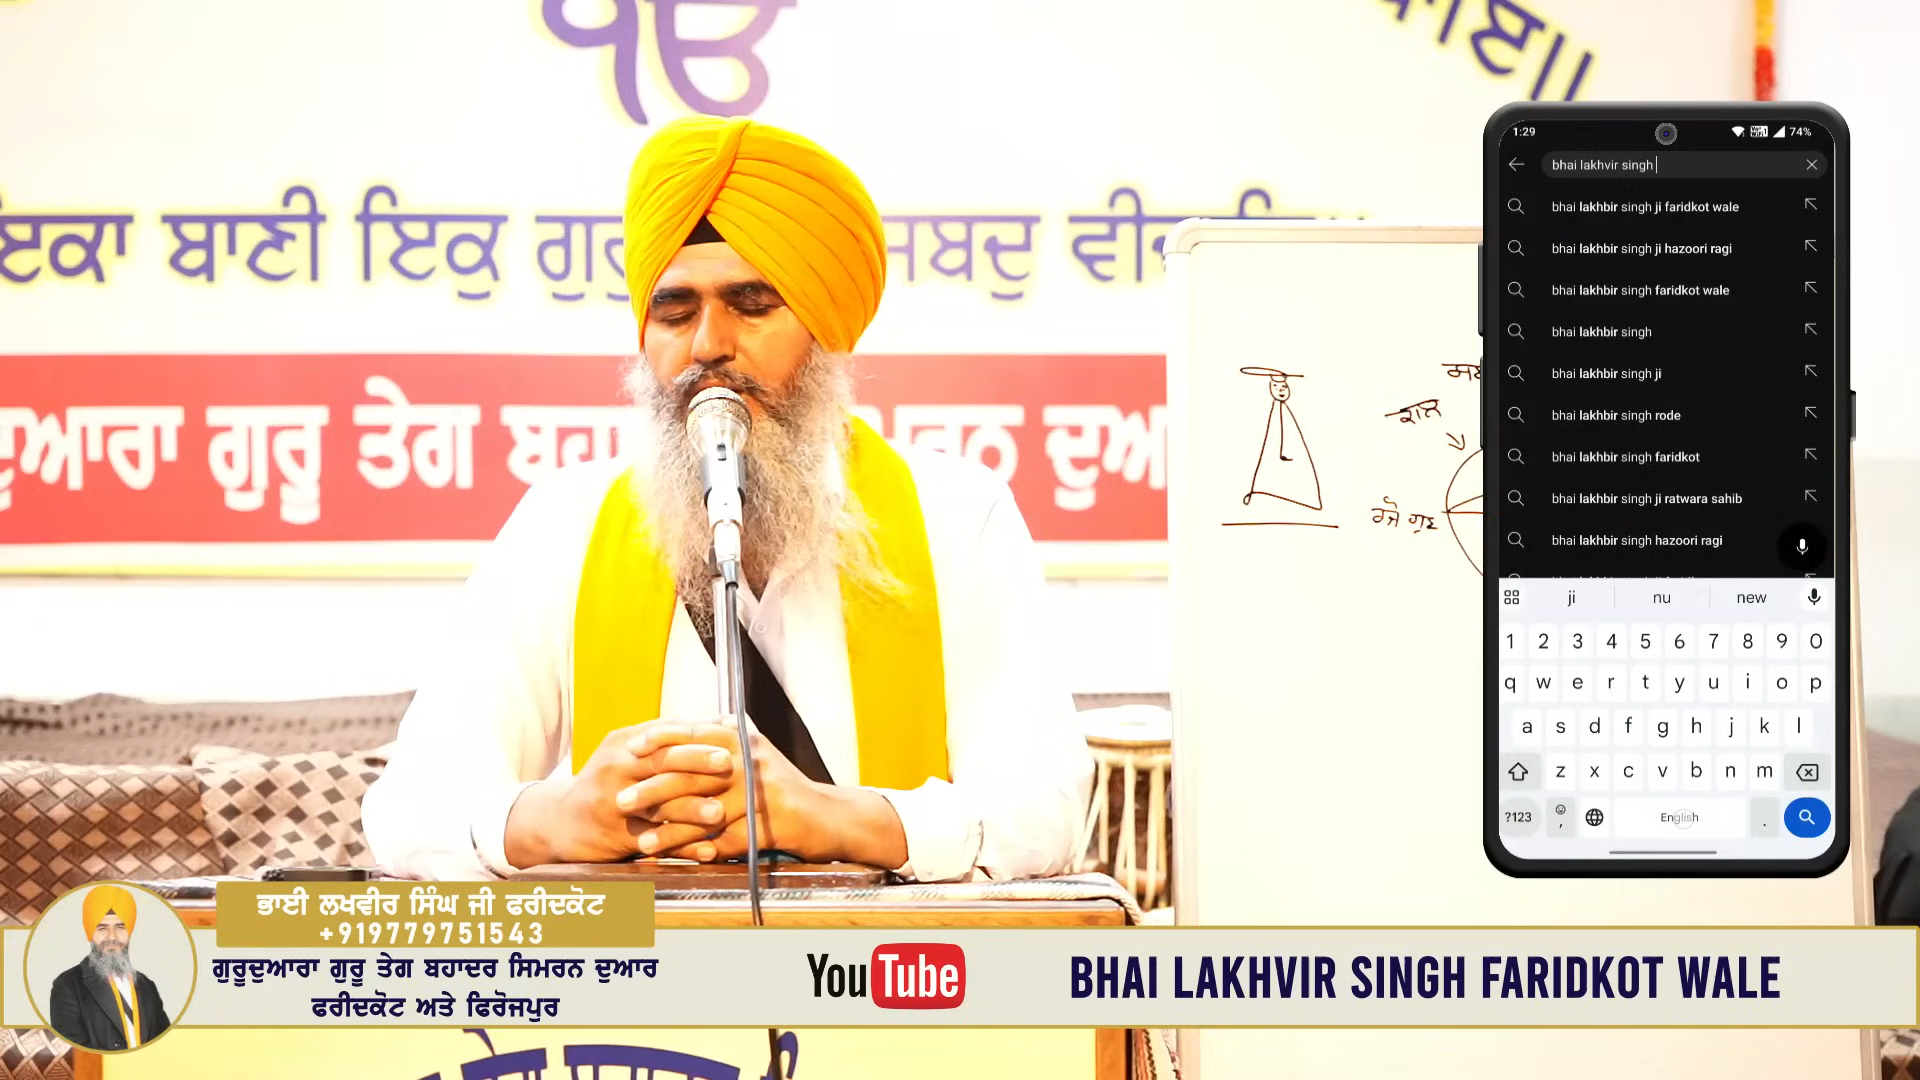 ੴ
ਬਾਣੀ ਇਕੁ ਗੁਰੁ ਸਬਦੁ
ਗੁਰੂ ਤੇਗ
ਰਜੋ ਗੁਣ
1:29
74%
bhai lakhvir singh
bhai lakhbir singh ji faridkot wale
bhai lakhbir singh ji hazoori ragi
bhai lakhbir singh faridkot wale
bhai lakhbir singh
bhai lakhbir singh ji
bhai lakhbir singh rode
bhai lakhbir singh faridkot
bhai lakhbir singh ji ratwara sahib
bhai lakhbir singh hazoori ragi
ji nu new
1 2 3 4 5 6 7 8 9 0
q w e r t y u i o p
a s d f g h j k l
z x c v b n m
?123 , English .
ਭਾਈ ਲਖਵੀਰ ਸਿੰਘ ਜੀ ਫਰੀਦਕੋਟ
+919779751543
ਗੁਰੂਦੁਆਰਾ ਗੁਰੂ ਤੇਗ ਬਹਾਦਰ ਸਿਮਰਨ ਦੁਆਰ
ਫਰੀਦਕੋਟ ਅਤੇ ਫਿਰੋਜਪੁਰ
YouTube
BHAI LAKHVIR SINGH FARIDKOT WALE